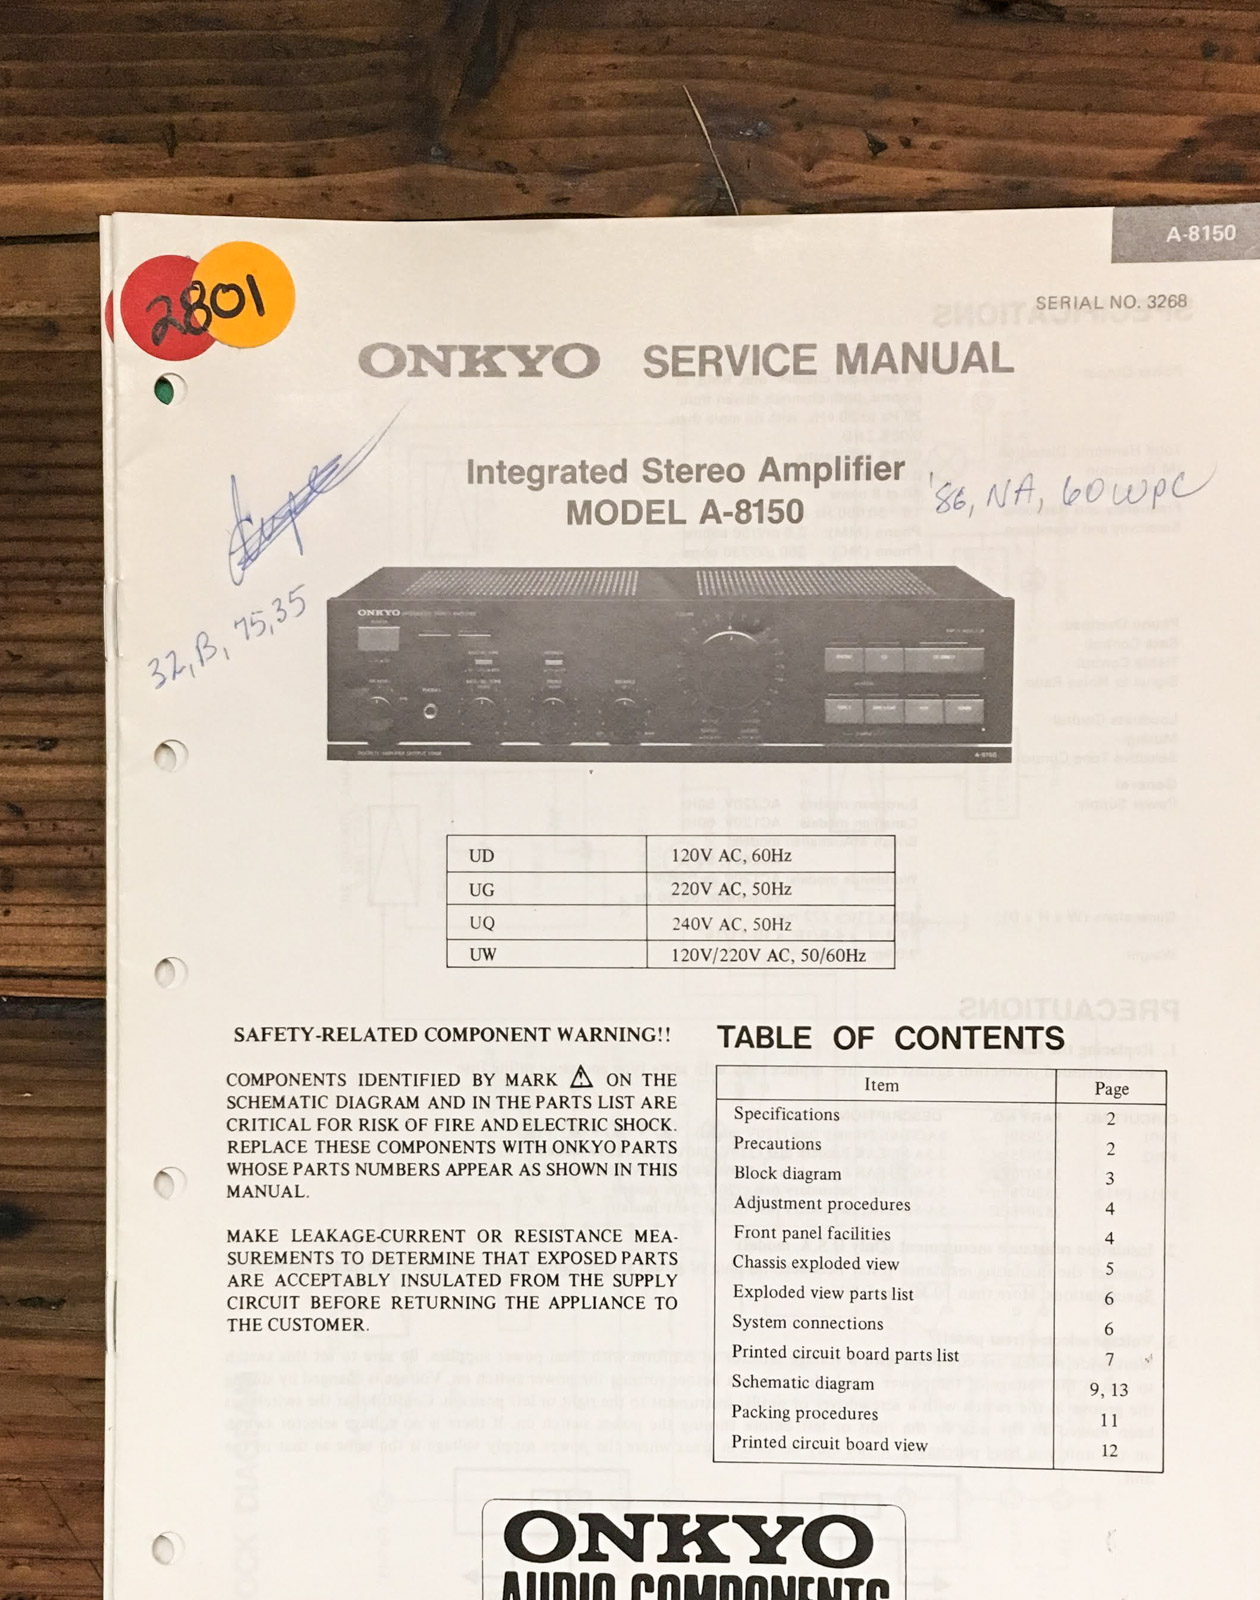 A-8150
SERIAL NO. 3268
2801
ONKYO SERVICE MANUAL
Integrated Stereo Amplifier
MODEL A-8150
'86, NA, 60WPC
32, B, 75, 35
ONKYO
A-8150
UD 120V AC, 60Hz
UG 220V AC, 50Hz
UQ 240V AC, 50Hz
UW 120V/220V AC, 50/60Hz
SAFETY-RELATED COMPONENT WARNING!!
COMPONENTS IDENTIFIED BY MARK ⚠ ON THE
SCHEMATIC DIAGRAM AND IN THE PARTS LIST ARE
CRITICAL FOR RISK OF FIRE AND ELECTRIC SHOCK.
REPLACE THESE COMPONENTS WITH ONKYO PARTS
WHOSE PARTS NUMBERS APPEAR AS SHOWN IN THIS
MANUAL.
MAKE LEAKAGE-CURRENT OR RESISTANCE MEA-
SUREMENTS TO DETERMINE THAT EXPOSED PARTS
ARE ACCEPTABLY INSULATED FROM THE SUPPLY
CIRCUIT BEFORE RETURNING THE APPLIANCE TO
THE CUSTOMER.
TABLE OF CONTENTS
Item Page
Specifications 2
Precautions 2
Block diagram 3
Adjustment procedures 4
Front panel facilities 4
Chassis exploded view 5
Exploded view parts list 6
System connections 6
Printed circuit board parts list 7
Schematic diagram 9, 13
Packing procedures 11
Printed circuit board view 12
ONKYO
AUDIO COMPONENTS